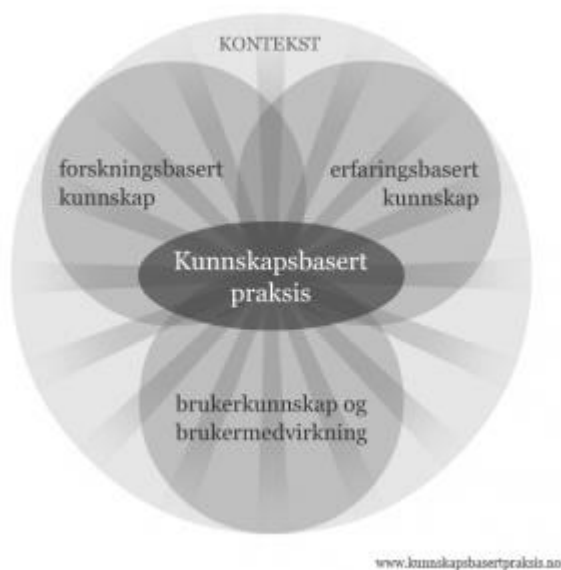 KONTEKST
forskningsbasert
kunnskap
erfaringsbasert
kunnskap
Kunnskapsbasert
praksis
brukerkunnskap og
brukermedvirkning
www.kunnskapsbasertpraksis.no